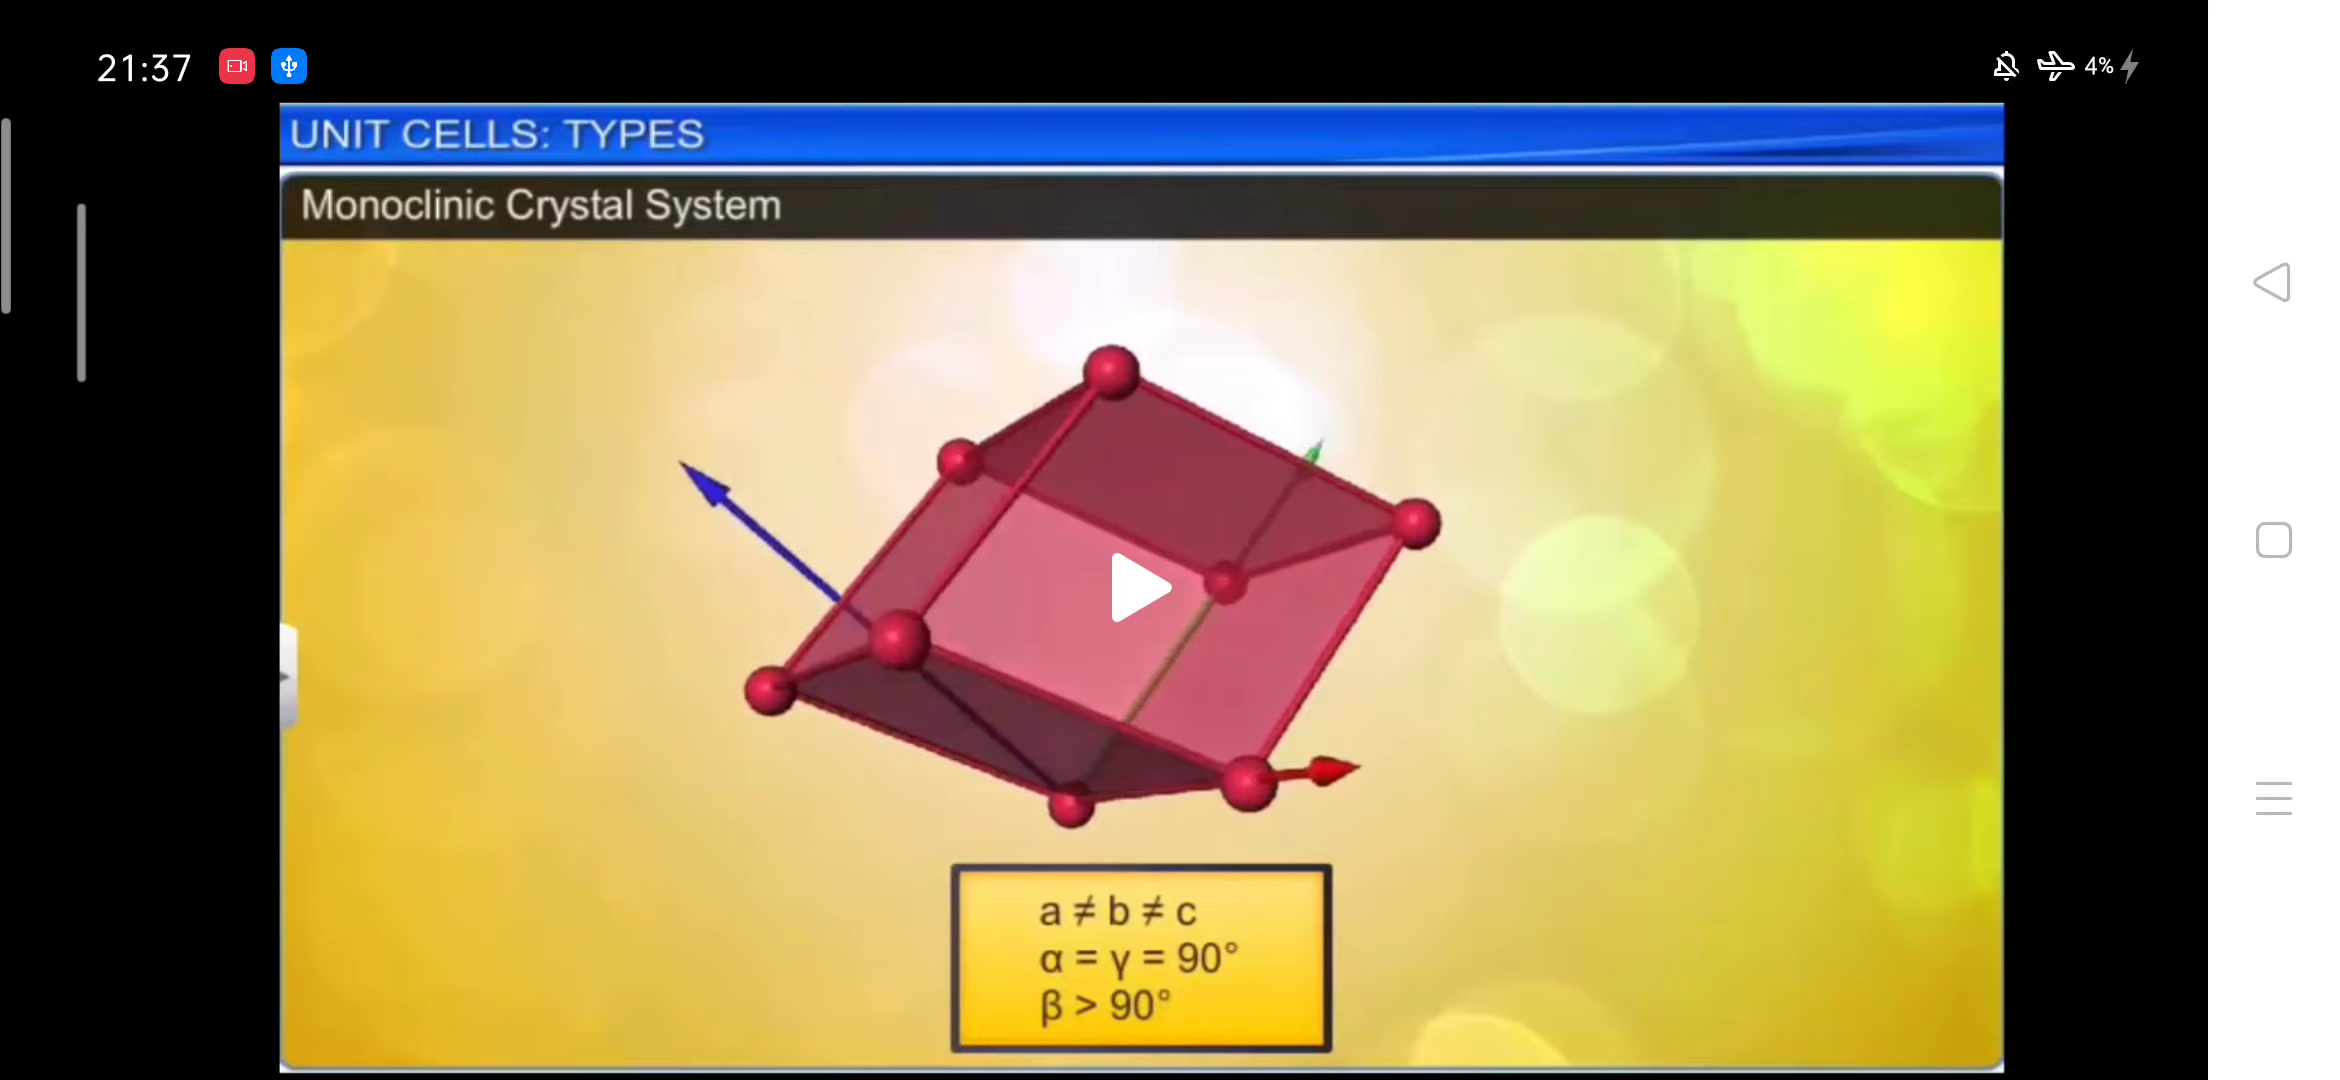 21:37
4%
UNIT CELLS: TYPES
Monoclinic Crystal System
a ≠ b ≠ c
α = γ = 90°
β > 90°